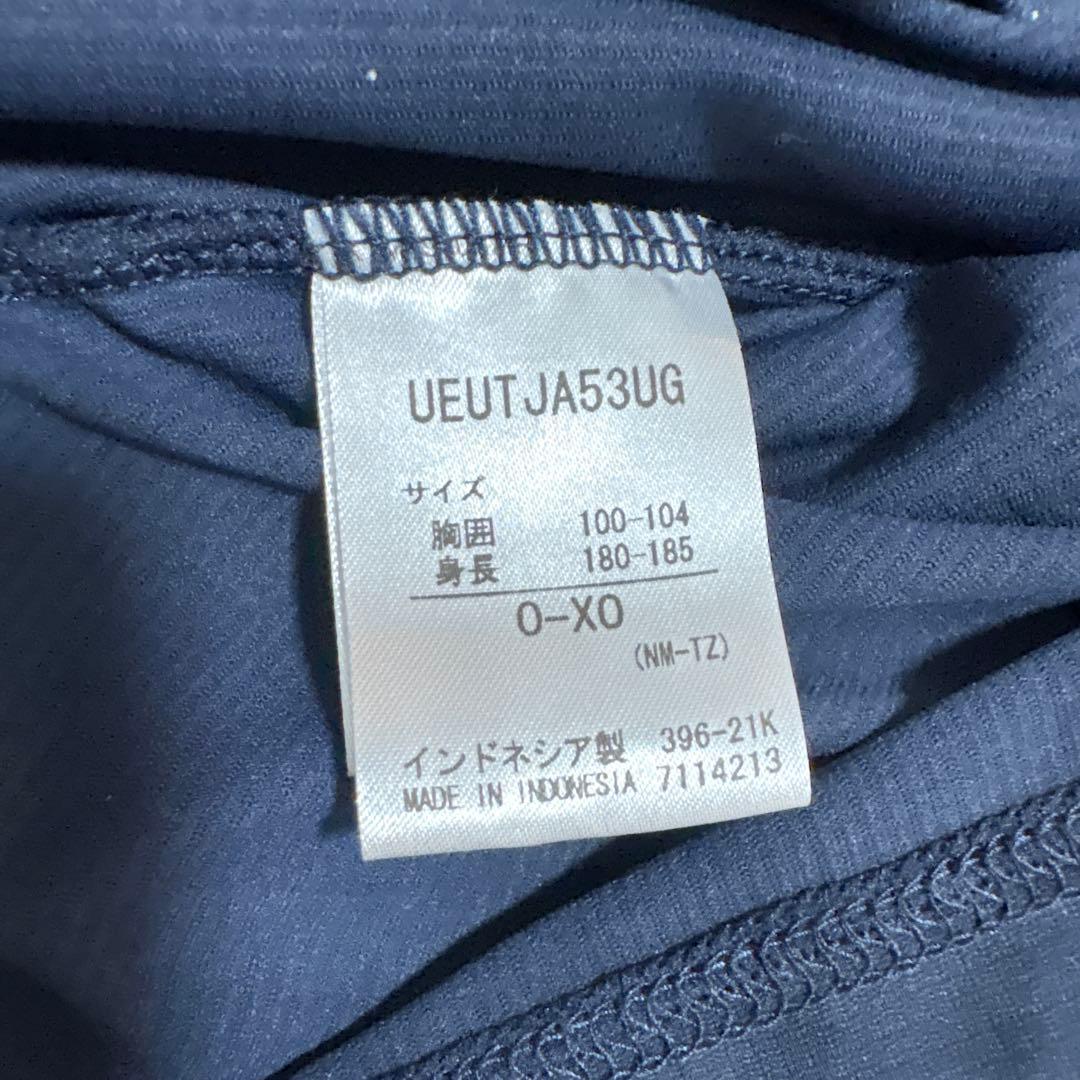 UEUTJA53UG
サイズ
胸囲 100-104
身長 180-185
O-XO
(NM-TZ)
インドネシア製 396-21K
MADE IN INDONESIA 7114213